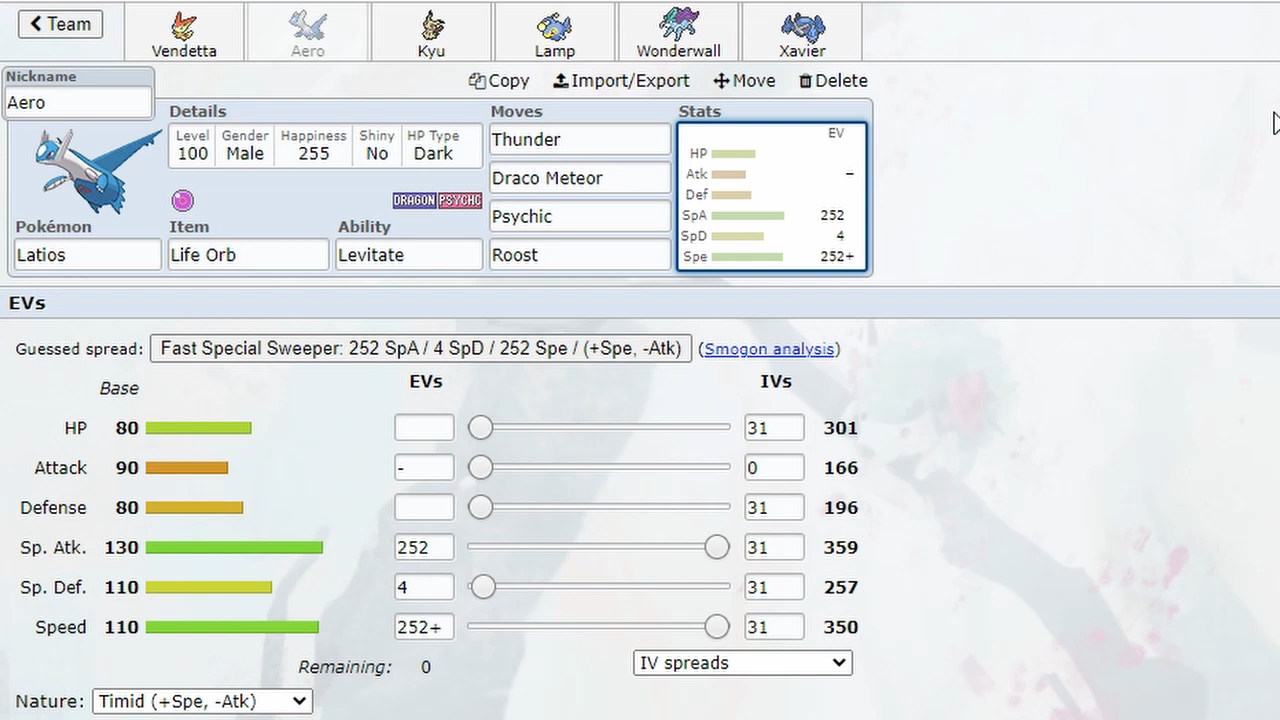 Team
Vendetta
Aero
Kyu
Lamp
Wonderwall
Xavier
Copy
Import/Export
Move
Delete
Nickname
Aero
Details
Level
100
Gender
Male
Happiness
255
Shiny
No
HP Type
Dark
DRAGON PSYCHC
Pokémon
Latios
Item
Life Orb
Ability
Levitate
Moves
Thunder
Draco Meteor
Psychic
Roost
Stats
EV
HP
Atk –
Def
SpA 252
SpD 4
Spe 252+
EVs
Guessed spread: Fast Special Sweeper: 252 SpA / 4 SpD / 252 Spe / (+Spe, -Atk) (Smogon analysis)
Base EVs IVs
HP 80 31 301
Attack 90 - 0 166
Defense 80 31 196
Sp. Atk. 130 252 31 359
Sp. Def. 110 4 31 257
Speed 110 252+ 31 350
Remaining: 0
IV spreads
Nature: Timid (+Spe, -Atk)